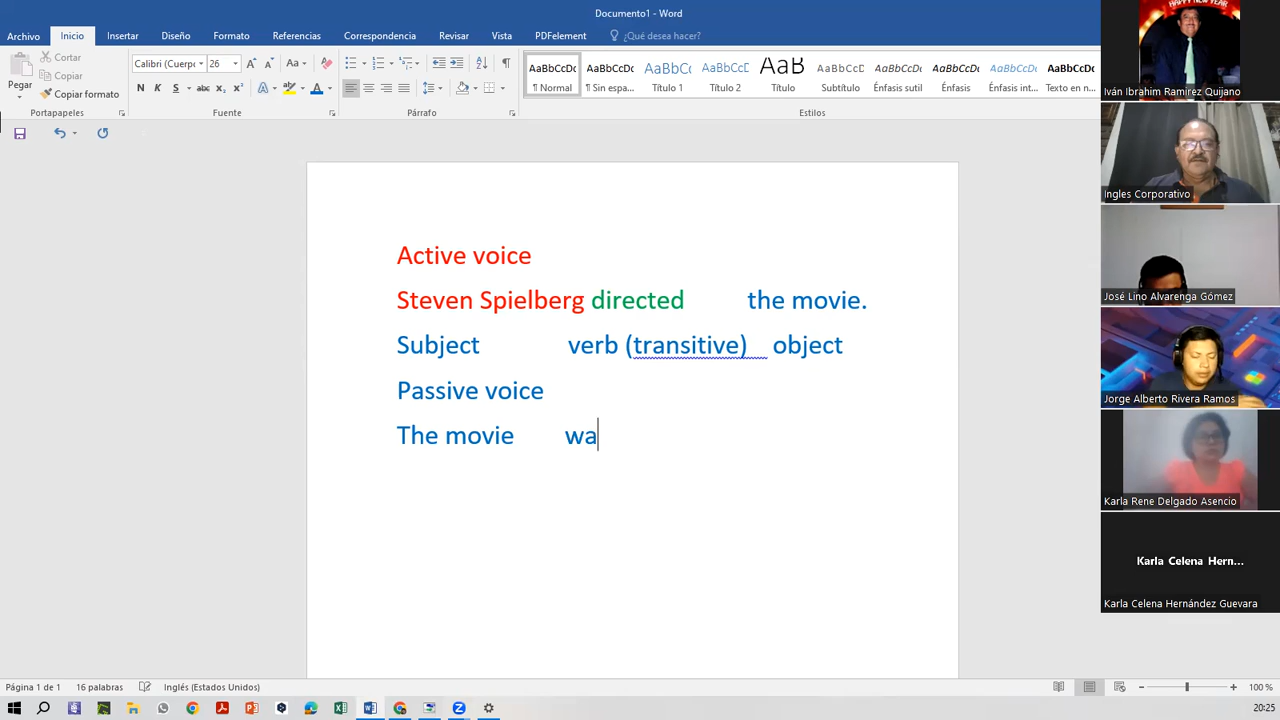 Documento1 - Word
HAPPY NEW YEAR
Archivo Inicio Insertar Diseño Formato Referencias Correspondencia Revisar Vista PDFelement ¿Qué desea hacer?
Pegar
Cortar
Copiar
Copiar formato
Calibri (Cuerpo 26
N K S abc x₂ x²
AaBbCcDc AaBbCcDc AaBbCc AaBbCcD AaB AaBbCcD AaBbCcDc AaBbCcDc AaBbCcDc AaBbCcDc
¶ Normal ¶ Sin espa... Título 1 Título 2 Título Subtítulo Énfasis sutil Énfasis Énfasis int... Texto en n
Portapapeles Fuente Párrafo Estilos
Iván Ibrahim Ramírez Quijano
Ingles Corporativo
José Lino Alvarenga Gómez
Jorge Alberto Rivera Ramos
Karla Rene Delgado Asencio
Karla Celena Hern...
Karla Celena Hernández Guevara
Active voice
Steven Spielberg directed the movie.
Subject verb (transitive) object
Passive voice
The movie wa
Página 1 de 1 16 palabras Inglés (Estados Unidos) 100 %
20:25